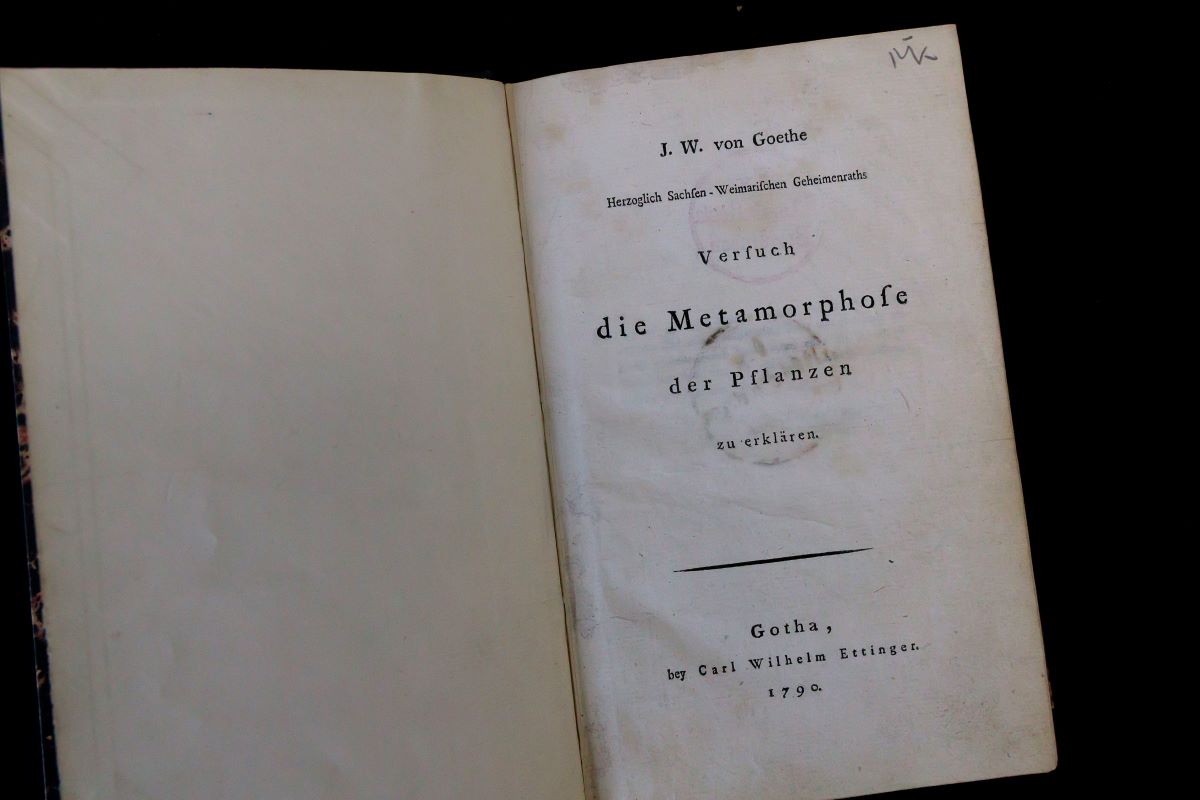 J. W. von Goethe
Herzoglich Sachſen-Weimariſchen Geheimenraths
Verſuch
die Metamorphoſe
der Pflanzen
zu erklären.
Gotha,
bey Carl Wilhelm Ettinger.
1790.